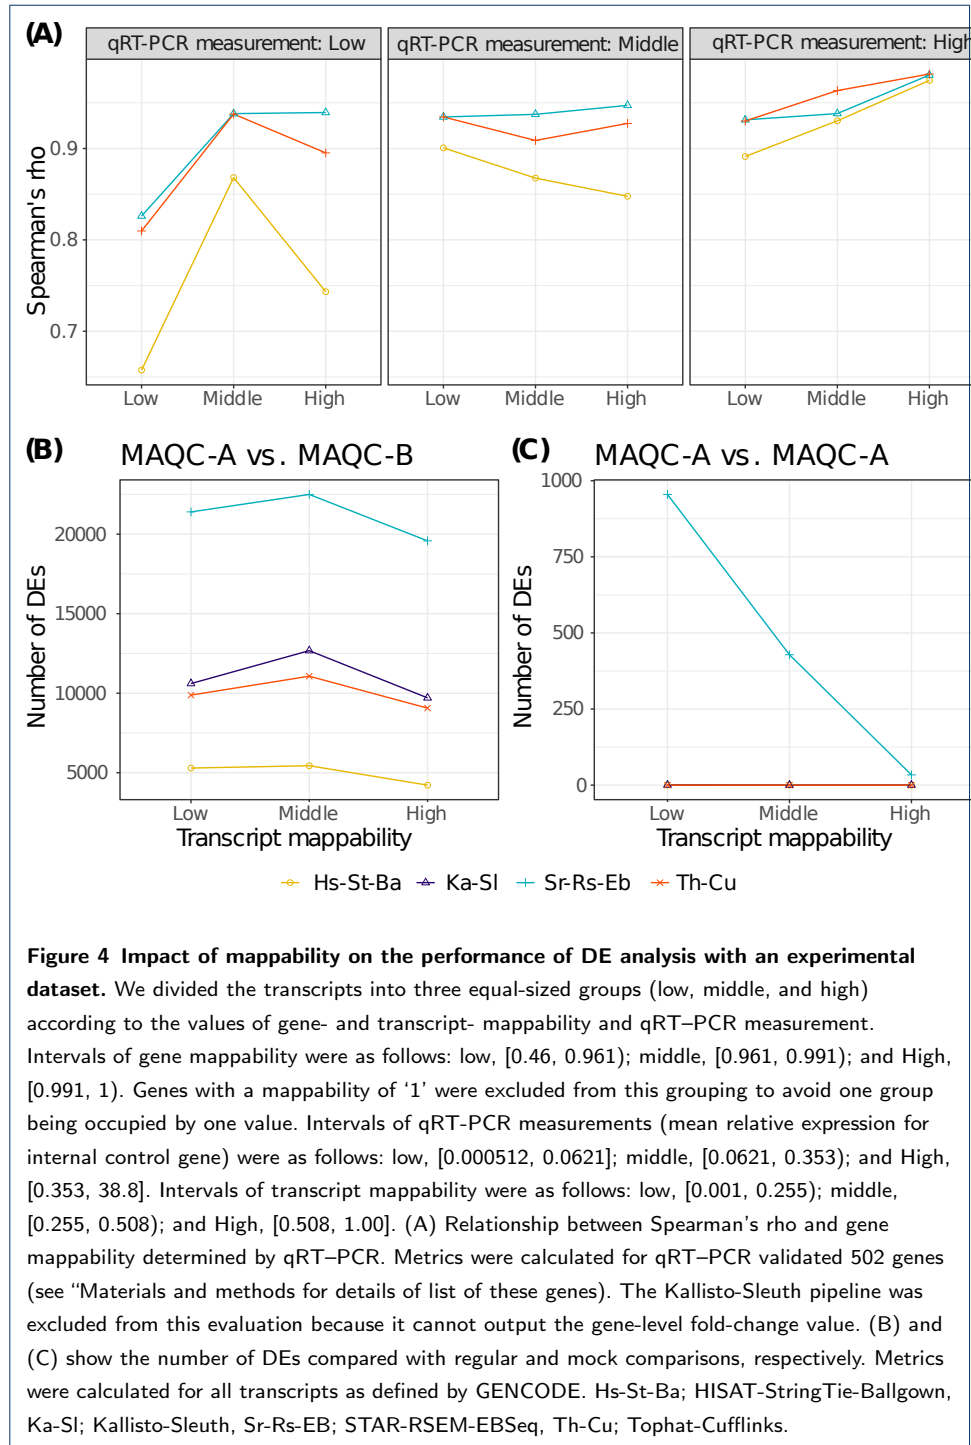 (A)
qRT-PCR measurement: Low
qRT-PCR measurement: Middle
qRT-PCR measurement: High
Spearman's rho
0.9
0.8
0.7
Low Middle High
Low Middle High
Low Middle High
(B) MAQC-A vs. MAQC-B
Number of DEs
20000
15000
10000
5000
Low Middle High
Transcript mappability
(C) MAQC-A vs. MAQC-A
Number of DEs
1000
750
500
250
0
Low Middle High
Transcript mappability
Hs-St-Ba Ka-Sl Sr-Rs-Eb Th-Cu
Figure 4 Impact of mappability on the performance of DE analysis with an experimental
dataset. We divided the transcripts into three equal-sized groups (low, middle, and high)
according to the values of gene- and transcript- mappability and qRT–PCR measurement.
Intervals of gene mappability were as follows: low, [0.46, 0.961); middle, [0.961, 0.991); and High,
[0.991, 1). Genes with a mappability of ‘1’ were excluded from this grouping to avoid one group
being occupied by one value. Intervals of qRT-PCR measurements (mean relative expression for
internal control gene) were as follows: low, [0.000512, 0.0621]; middle, [0.0621, 0.353); and High,
[0.353, 38.8]. Intervals of transcript mappability were as follows: low, [0.001, 0.255); middle,
[0.255, 0.508); and High, [0.508, 1.00]. (A) Relationship between Spearman’s rho and gene
mappability determined by qRT–PCR. Metrics were calculated for qRT–PCR validated 502 genes
(see “Materials and methods for details of list of these genes). The Kallisto-Sleuth pipeline was
excluded from this evaluation because it cannot output the gene-level fold-change value. (B) and
(C) show the number of DEs compared with regular and mock comparisons, respectively. Metrics
were calculated for all transcripts as defined by GENCODE. Hs-St-Ba; HISAT-StringTie-Ballgown,
Ka-Sl; Kallisto-Sleuth, Sr-Rs-EB; STAR-RSEM-EBSeq, Th-Cu; Tophat-Cufflinks.